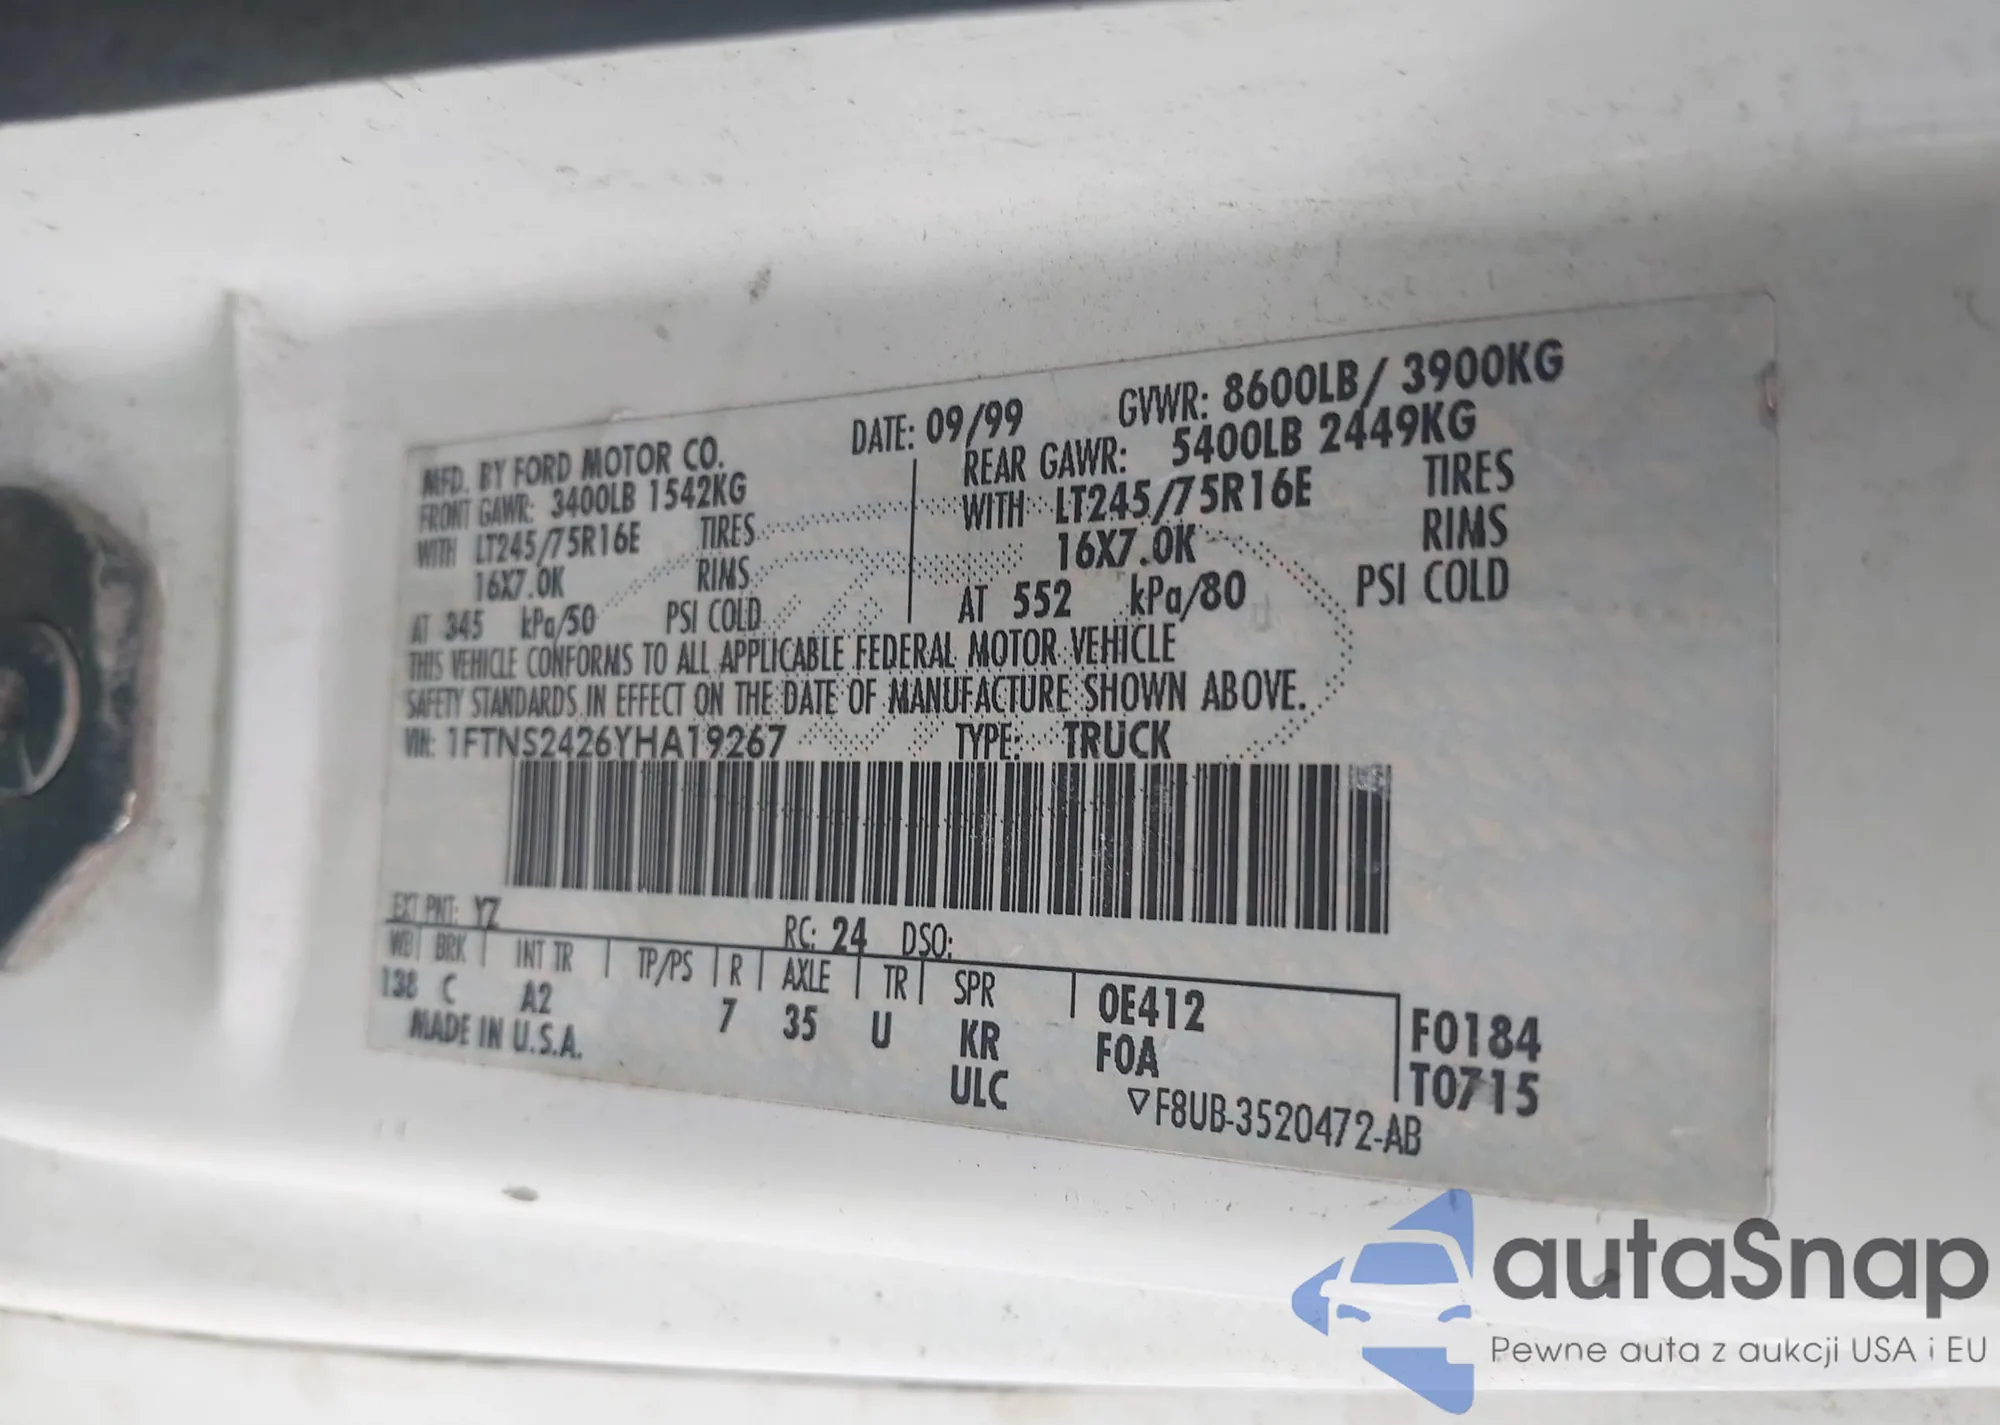 MFD. BY FORD MOTOR CO. DATE: 09/99 GVWR: 8600LB/ 3900KG
FRONT GAWR: 3400LB 1542KG REAR GAWR: 5400LB 2449KG
WITH LT245/75R16E TIRES WITH LT245/75R16E TIRES
16X7.0K RIMS 16X7.0K RIMS
AT 345 kPa/50 PSI COLD AT 552 kPa/80 PSI COLD
THIS VEHICLE CONFORMS TO ALL APPLICABLE FEDERAL MOTOR VEHICLE
SAFETY STANDARDS IN EFFECT ON THE DATE OF MANUFACTURE SHOWN ABOVE.
VIN: 1FTNS2426YHA19267 TYPE: TRUCK
EXT PNT: YZ RC: 24 DSO:
WB BRK INT TR TP/PS R AXLE TR SPR 0E412 F0184
138 C A2 7 35 U KR F0A T0715
MADE IN U.S.A. ULC ▽F8UB-3520472-AB
autaSnap
Pewne auta z aukcji USA i EU